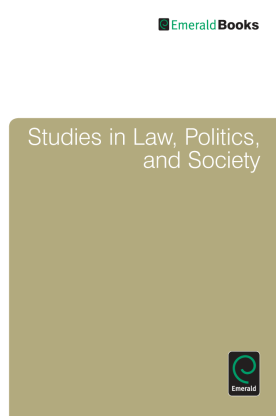 EmeraldBooks
Studies in Law, Politics,
and Society
Emerald